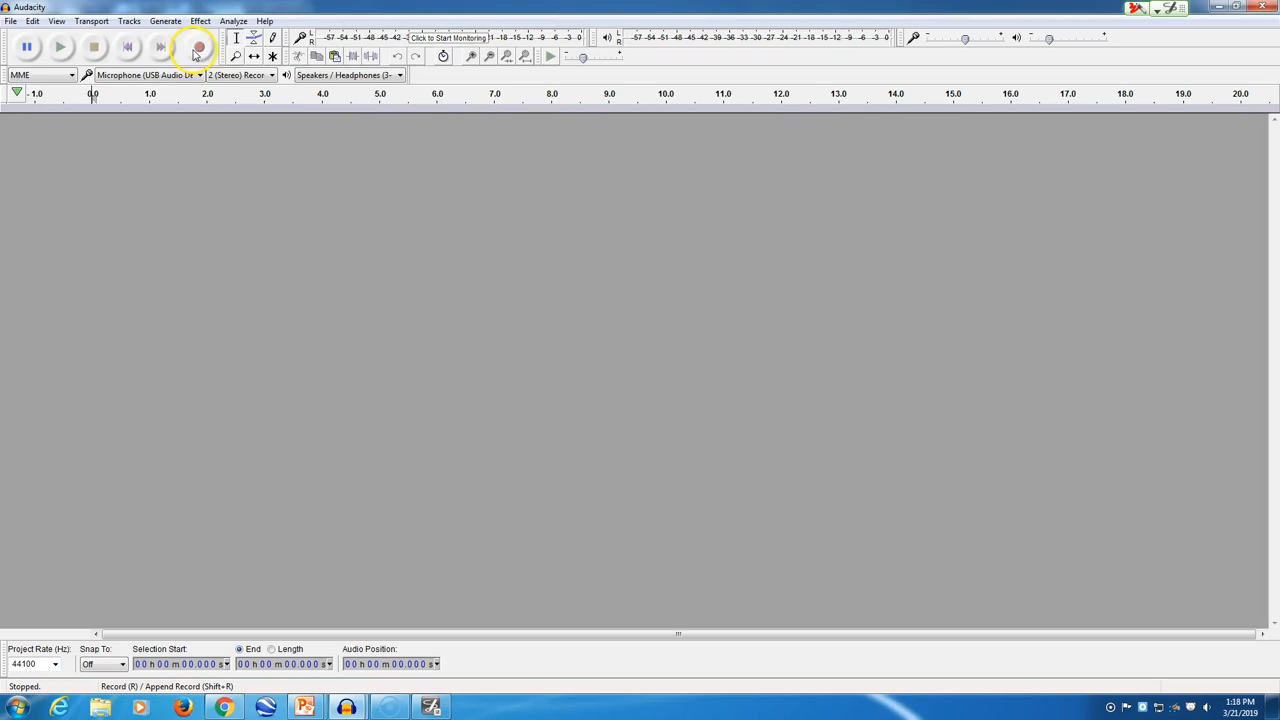 Audacity
File Edit View Transport Tracks Generate Effect Analyze Help
L R -57 -54 -51 -48 -45 -42 Click to Start Monitoring -18 -15 -12 -9 -6 -3 0 L R -57 -54 -51 -48 -45 -42 -39 -36 -33 -30 -27 -24 -21 -18 -15 -12 -9 -6 -3 0 - + - +
- +
MME Microphone (USB Audio De 2 (Stereo) Recor Speakers / Headphones (3-
-1.0 0.0 1.0 2.0 3.0 4.0 5.0 6.0 7.0 8.0 9.0 10.0 11.0 12.0 13.0 14.0 15.0 16.0 17.0 18.0 19.0 20.0
Project Rate (Hz): Snap To: Selection Start: End Length Audio Position:
44100 Off 00 h 00 m 00.000 s 00 h 00 m 00.000 s 00 h 00 m 00.000 s
Stopped. Record (R) / Append Record (Shift+R)
1:18 PM
3/21/2019